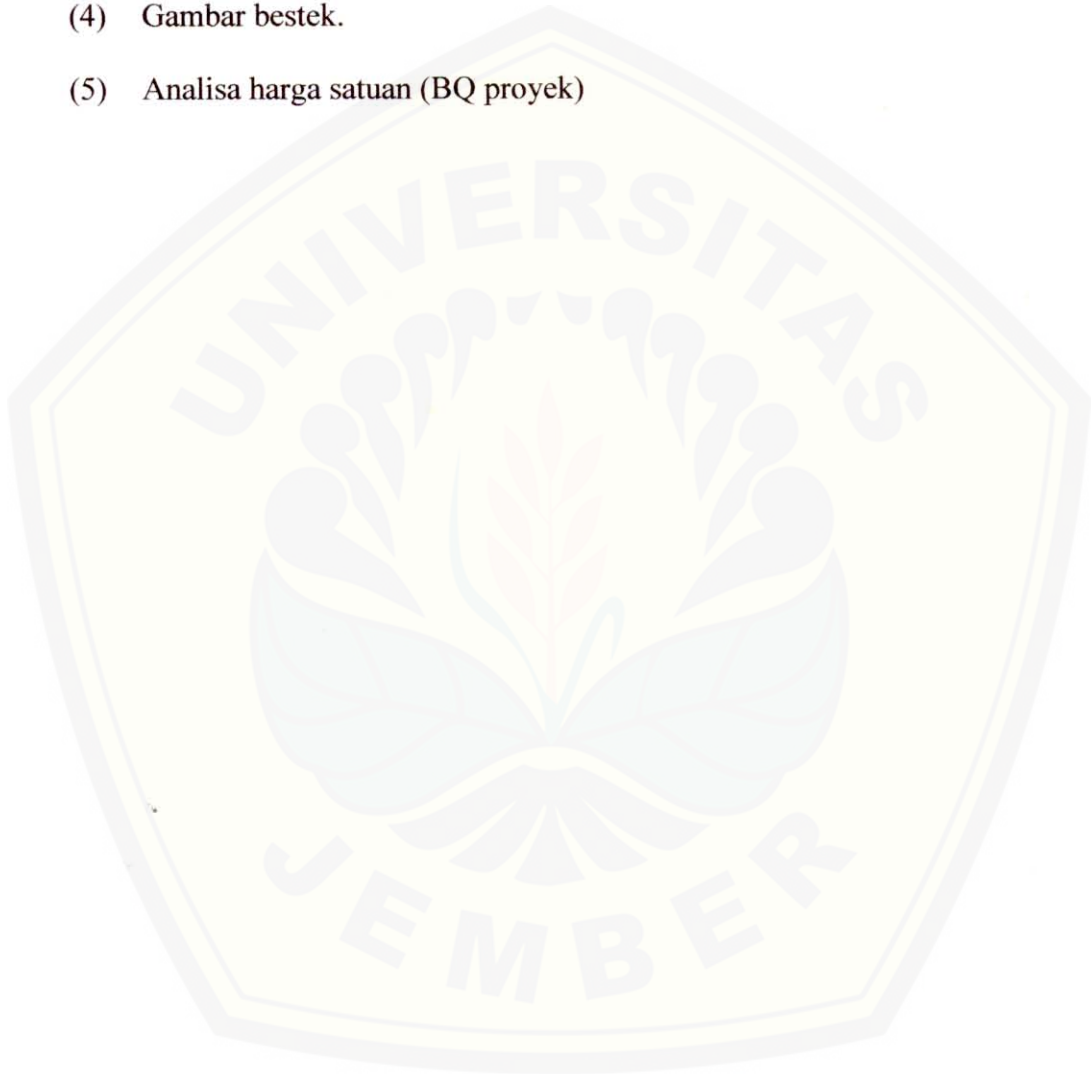 (4) Gambar bestek.
(5) Analisa harga satuan (BQ proyek)
UNIVERSITAS
JEMBER